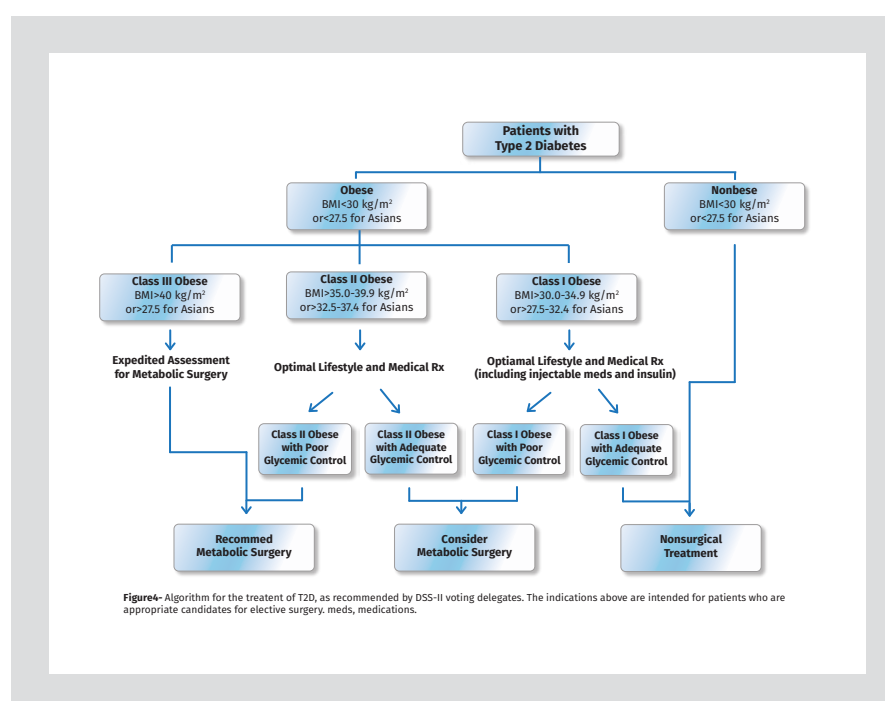 Patients with
Type 2 Diabetes
Obese
BMI<30 kg/m²
or<27.5 for Asians
Nonbese
BMI<30 kg/m²
or<27.5 for Asians
Class III Obese
BMI>40 kg/m²
or>27.5 for Asians
Class II Obese
BMI>35.0-39.9 kg/m²
or>32.5-37.4 for Asians
Class I Obese
BMI>30.0-34.9 kg/m²
or>27.5-32.4 for Asians
Expedited Assessment
for Metabolic Surgery
Optimal Lifestyle and Medical Rx
Optiamal Lifestyle and Medical Rx
(including injectable meds and insulin)
Class II Obese
with Poor
Glycemic Control
Class II Obese
with Adequate
Glycemic Control
Class I Obese
with Poor
Glycemic Control
Class I Obese
with Adequate
Glycemic Control
Recommed
Metabolic Surgery
Consider
Metabolic Surgery
Nonsurgical
Treatment
Figure4- Algorithm for the treatent of T2D, as recommended by DSS-II voting delegates. The indications above are intended for patients who are
appropriate candidates for elective surgery. meds, medications.